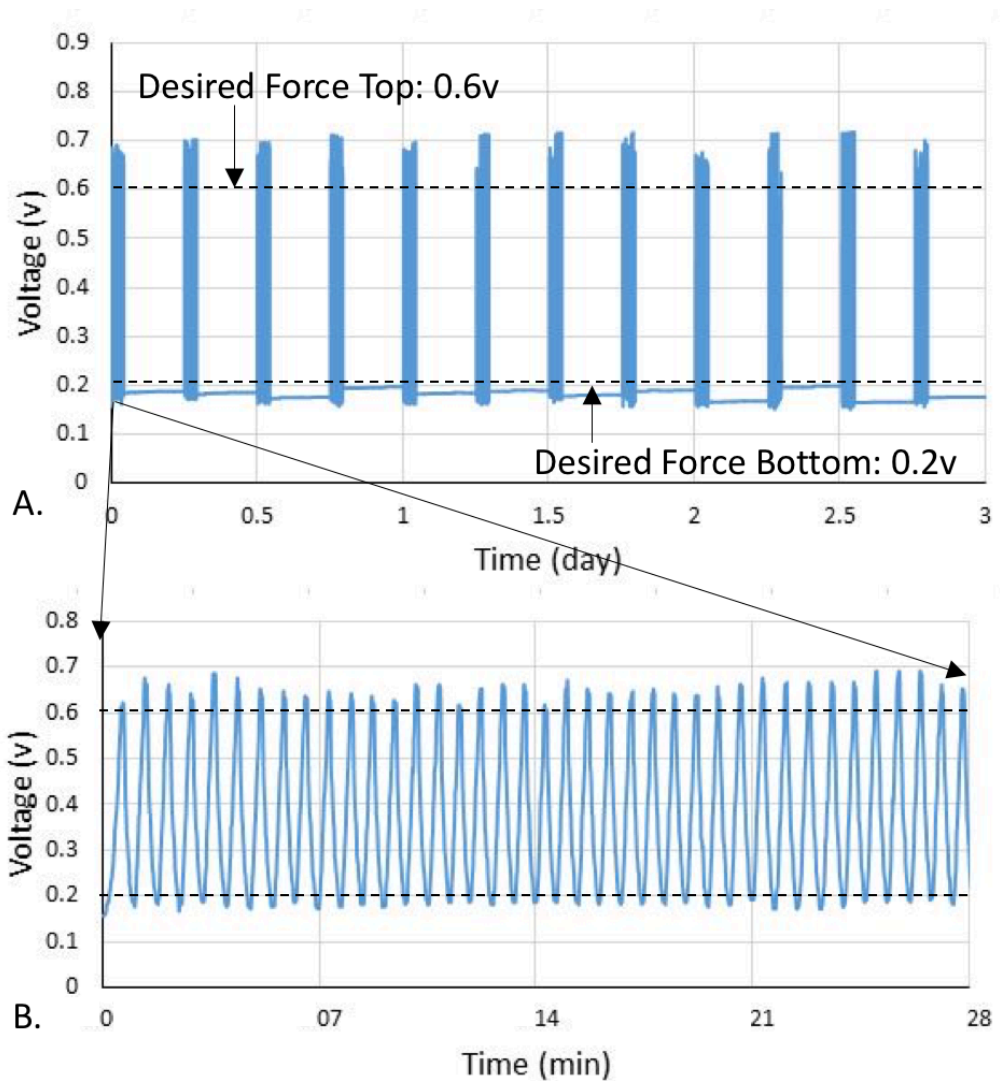 0.9
Desired Force Top: 0.6v
0.8
0.7
0.6
0.5
0.4
0.3
0.2
0.1
0
Voltage (v)
Desired Force Bottom: 0.2v
A.
0 0.5 1 1.5 2 2.5 3
Time (day)
0.8
0.7
0.6
0.5
0.4
0.3
0.2
0.1
0
Voltage (v)
B.
0 07 14 21 28
Time (min)